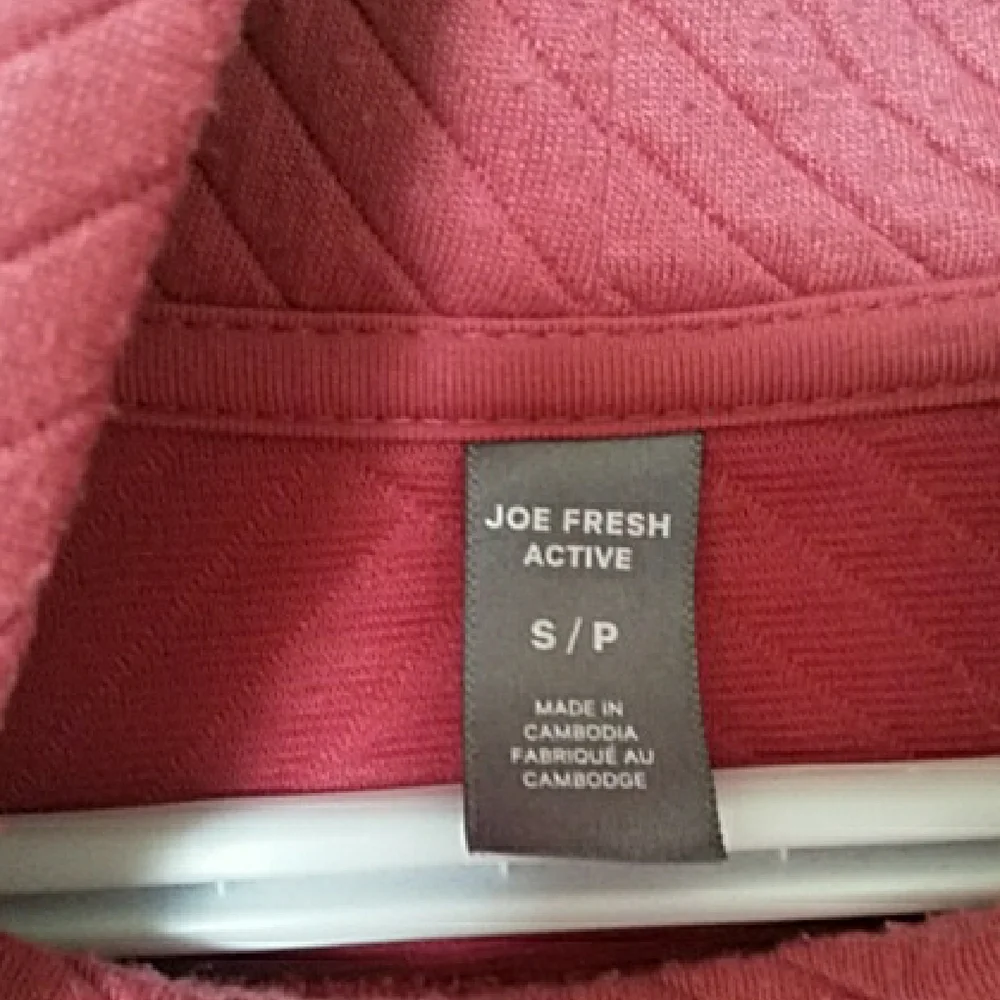 JOE FRESH
ACTIVE
S / P
MADE IN
CAMBODIA
FABRIQUÉ AU
CAMBODGE